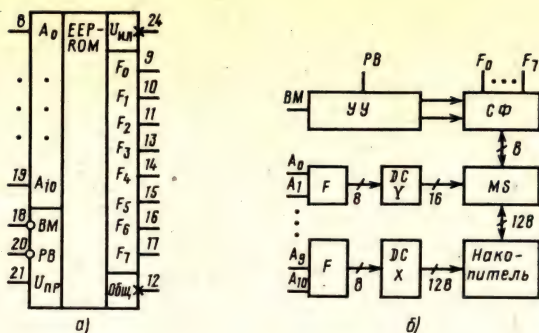 8 A₀ EEP- Uип 24
ROM
F₀ 9
F₁ 10
F₂ 11
F₃ 13
F₄ 14
F₅ 15
F₆ 16
F₇ 17
19 A₁₀
18 ВМ
20 РВ
21 Uпр
Общ 12
а)
РВ F₀ F₇
ВМ УУ СФ
8
A₀
A₁ F 8 DC Y 16 MS
128
A₉
A₁₀ F 8 DC X 128 Нако-
питель
б)